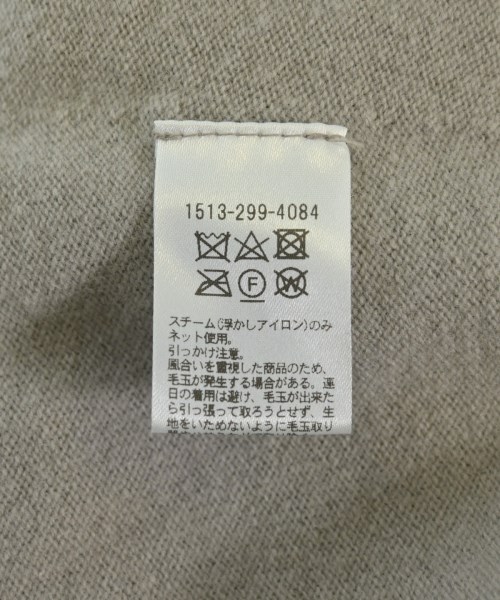 1513-299-4084
F W
スチーム(浮かしアイロン)のみ
ネット使用。
引っかけ注意。
風合いを重視した商品のため、
毛玉が発生する場合がある。連
日の着用は避け、毛玉が出来た
ら引っ張って取ろうとせず、生
地をいためないように毛玉取り